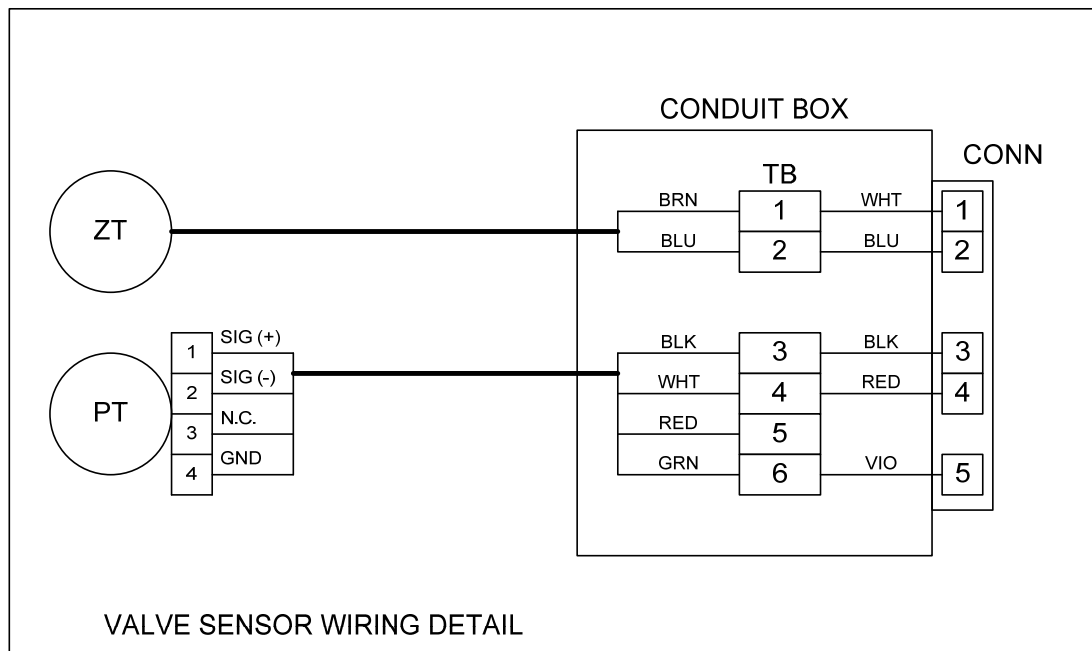 CONDUIT BOX
CONN
TB
ZT
BRN 1 WHT 1
BLU 2 BLU 2
PT
1 SIG (+)
2 SIG (-)
3 N.C.
4 GND
BLK 3 BLK 3
WHT 4 RED 4
RED 5
GRN 6 VIO 5
VALVE SENSOR WIRING DETAIL